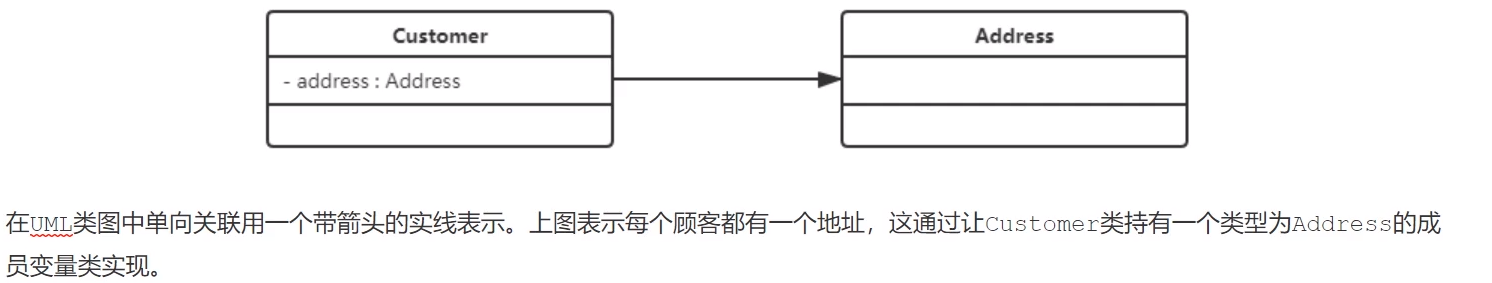 Customer
Address
- address : Address
在UML类图中单向关联用一个带箭头的实线表示。上图表示每个顾客都有一个地址，这通过让Customer类持有一个类型为Address的成
员变量类实现。